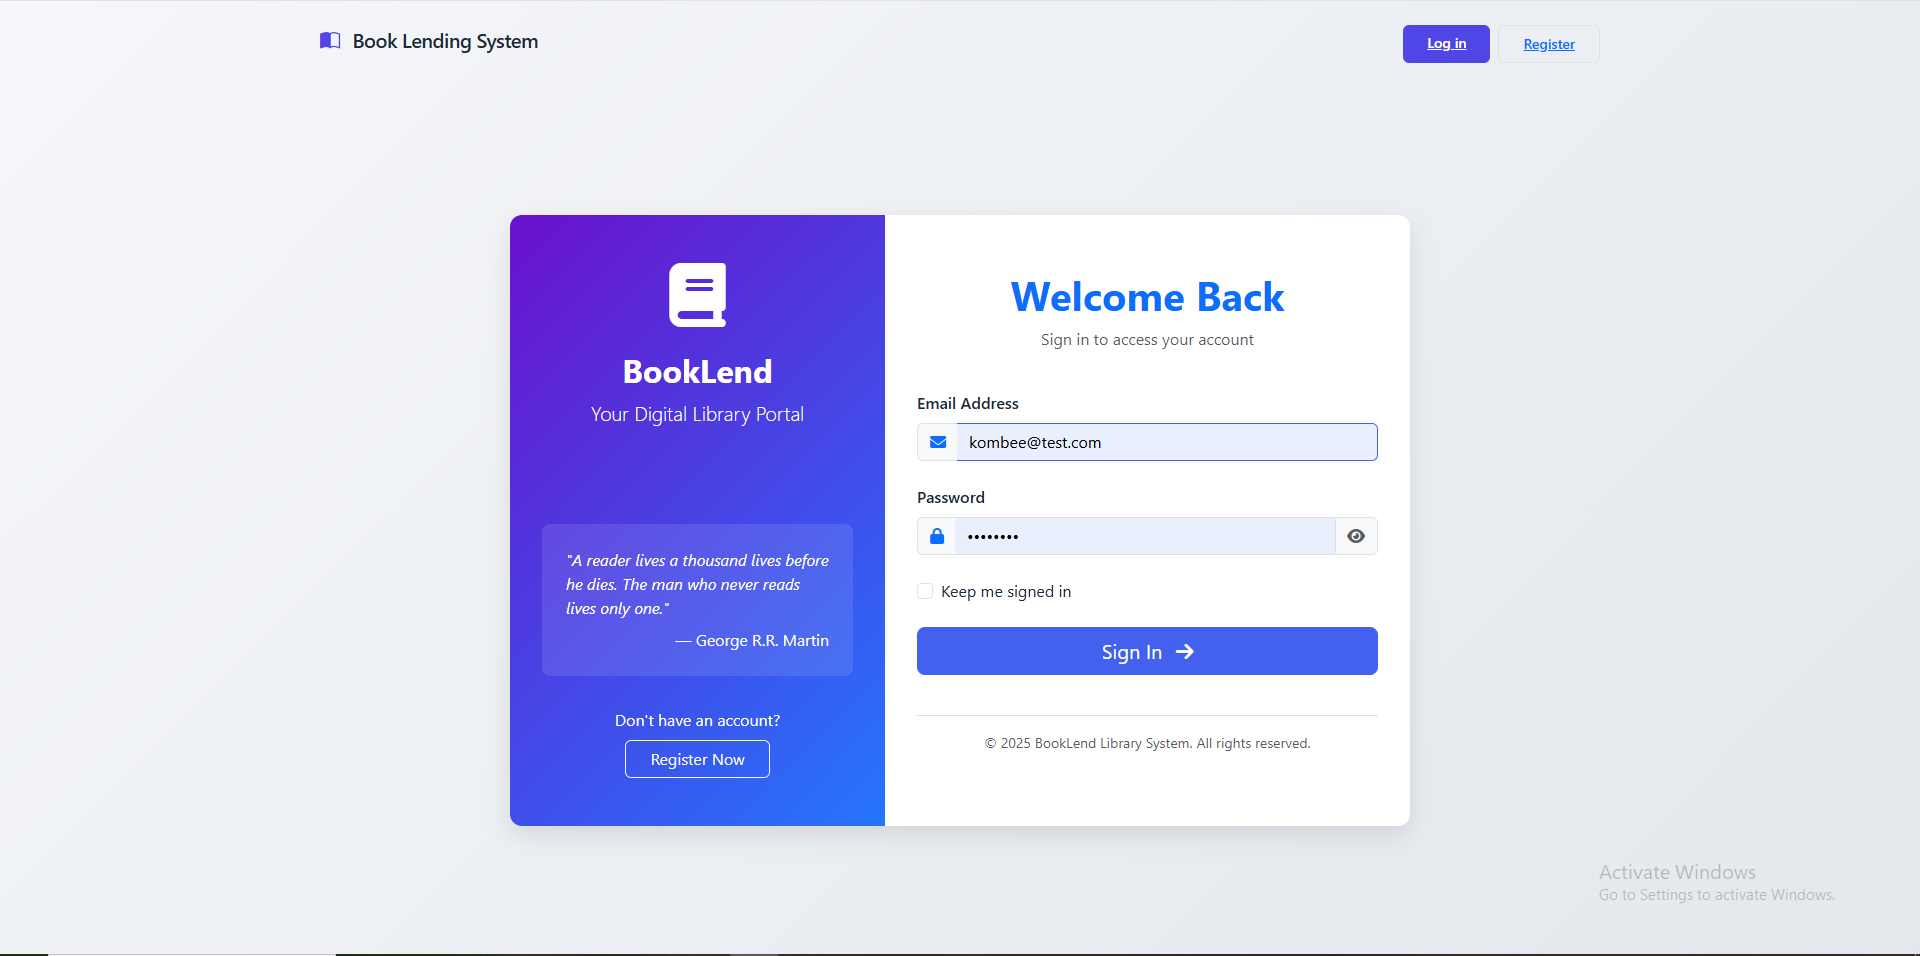 Book Lending System
Log in
Register
BookLend
Your Digital Library Portal
"A reader lives a thousand lives before
he dies. The man who never reads
lives only one."
— George R.R. Martin
Don't have an account?
Register Now
Welcome Back
Sign in to access your account
Email Address
kombee@test.com
Password
••••••••
Keep me signed in
Sign In
© 2025 BookLend Library System. All rights reserved.
Activate Windows
Go to Settings to activate Windows.